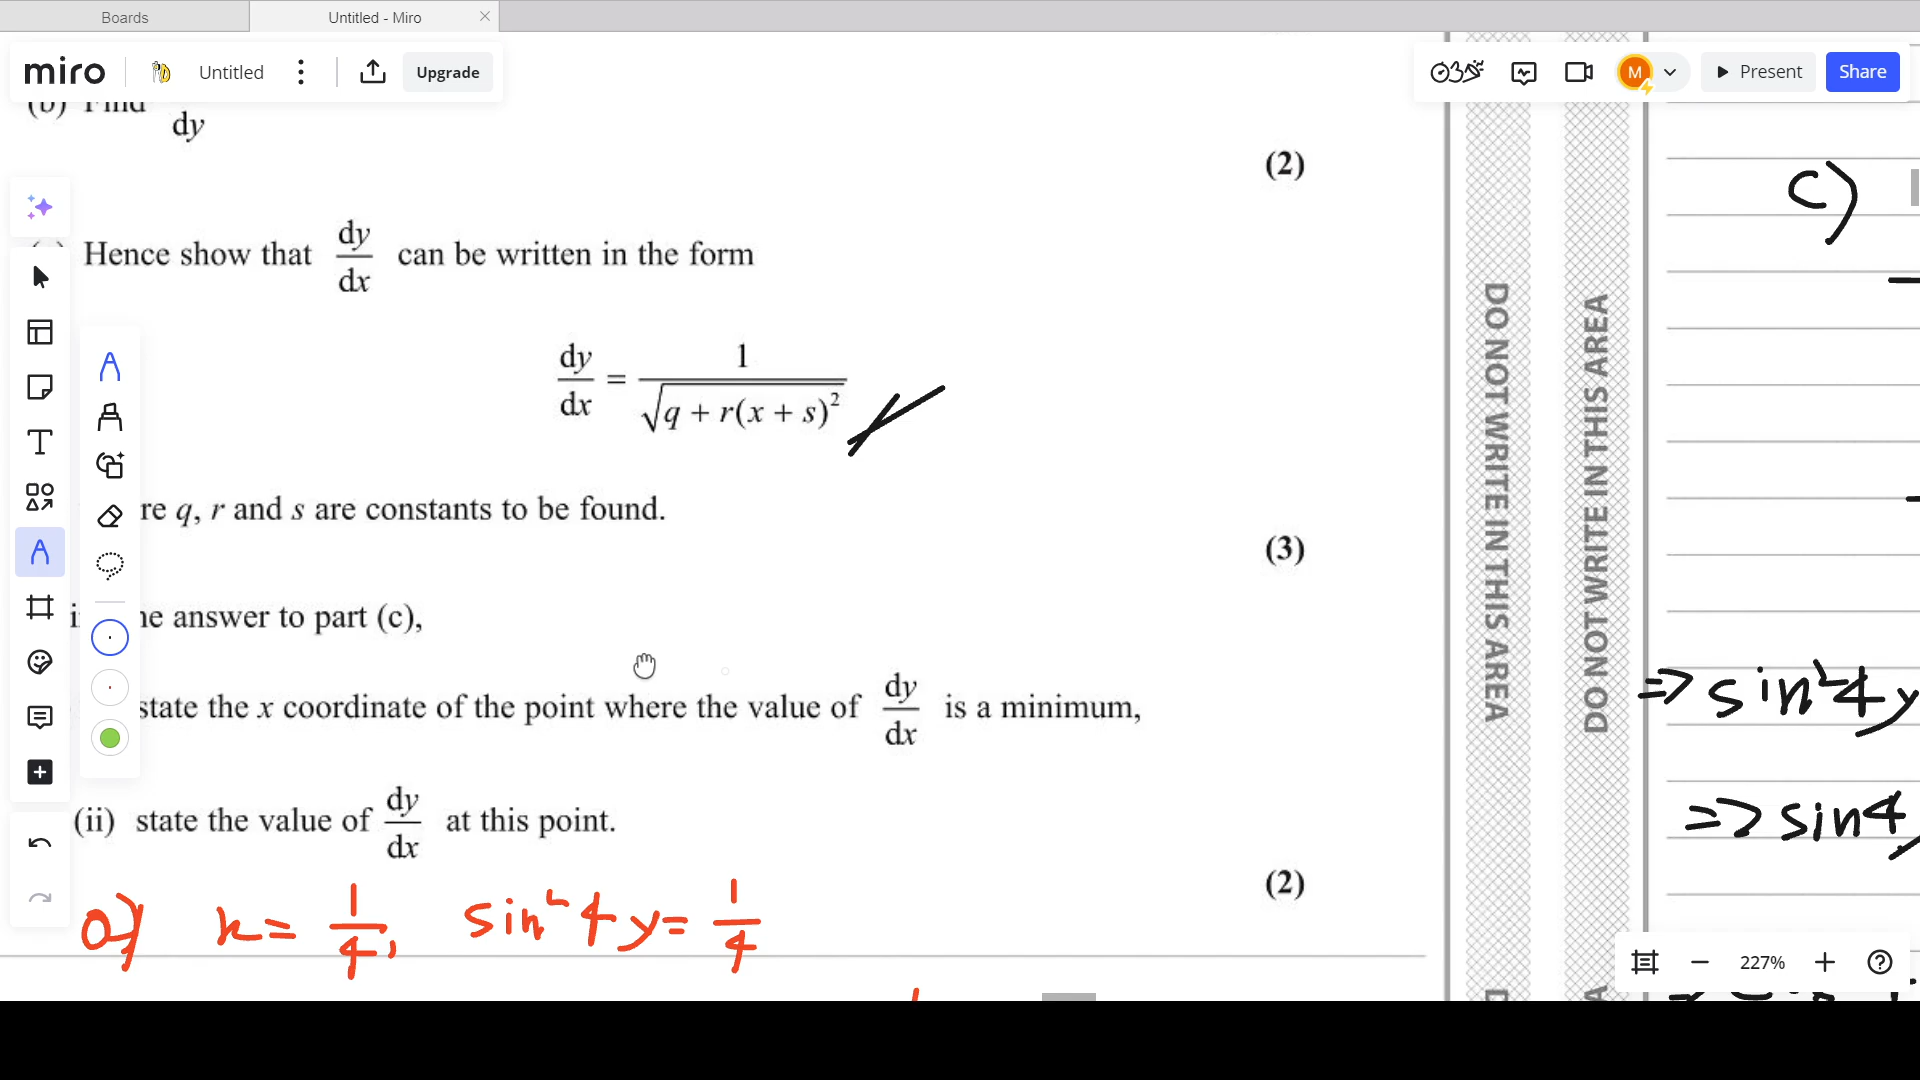 Boards
Untitled - Miro
miro
Untitled
Upgrade
M
Present
Share
(b) Find
dy
(2)
Hence show that dy/dx can be written in the form
dy/dx = 1/√q + r(x + s)²
re q, r and s are constants to be found.
(3)
he answer to part (c),
state the x coordinate of the point where the value of dy/dx is a minimum,
(ii) state the value of dy/dx at this point.
(2)
a) x = 1/4, sin²4y = 1/4
DO NOT WRITE IN THIS AREA
DO NOT WRITE IN THIS AREA
c)
=> sin²4y
=> sin4y
227%